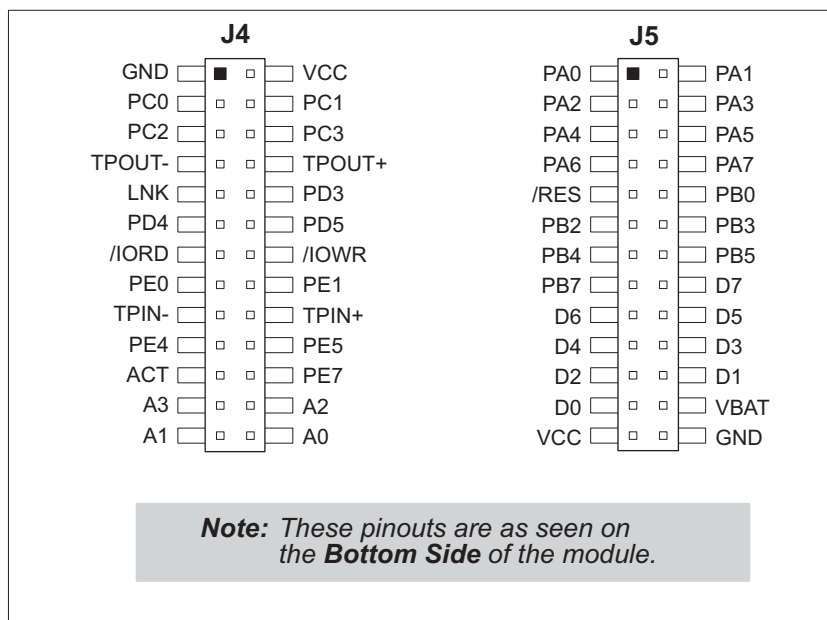 J4
GND VCC
PC0 PC1
PC2 PC3
TPOUT- TPOUT+
LNK PD3
PD4 PD5
/IORD /IOWR
PE0 PE1
TPIN- TPIN+
PE4 PE5
ACT PE7
A3 A2
A1 A0
J5
PA0 PA1
PA2 PA3
PA4 PA5
PA6 PA7
/RES PB0
PB2 PB3
PB4 PB5
PB7 D7
D6 D5
D4 D3
D2 D1
D0 VBAT
VCC GND
Note: These pinouts are as seen on
the Bottom Side of the module.